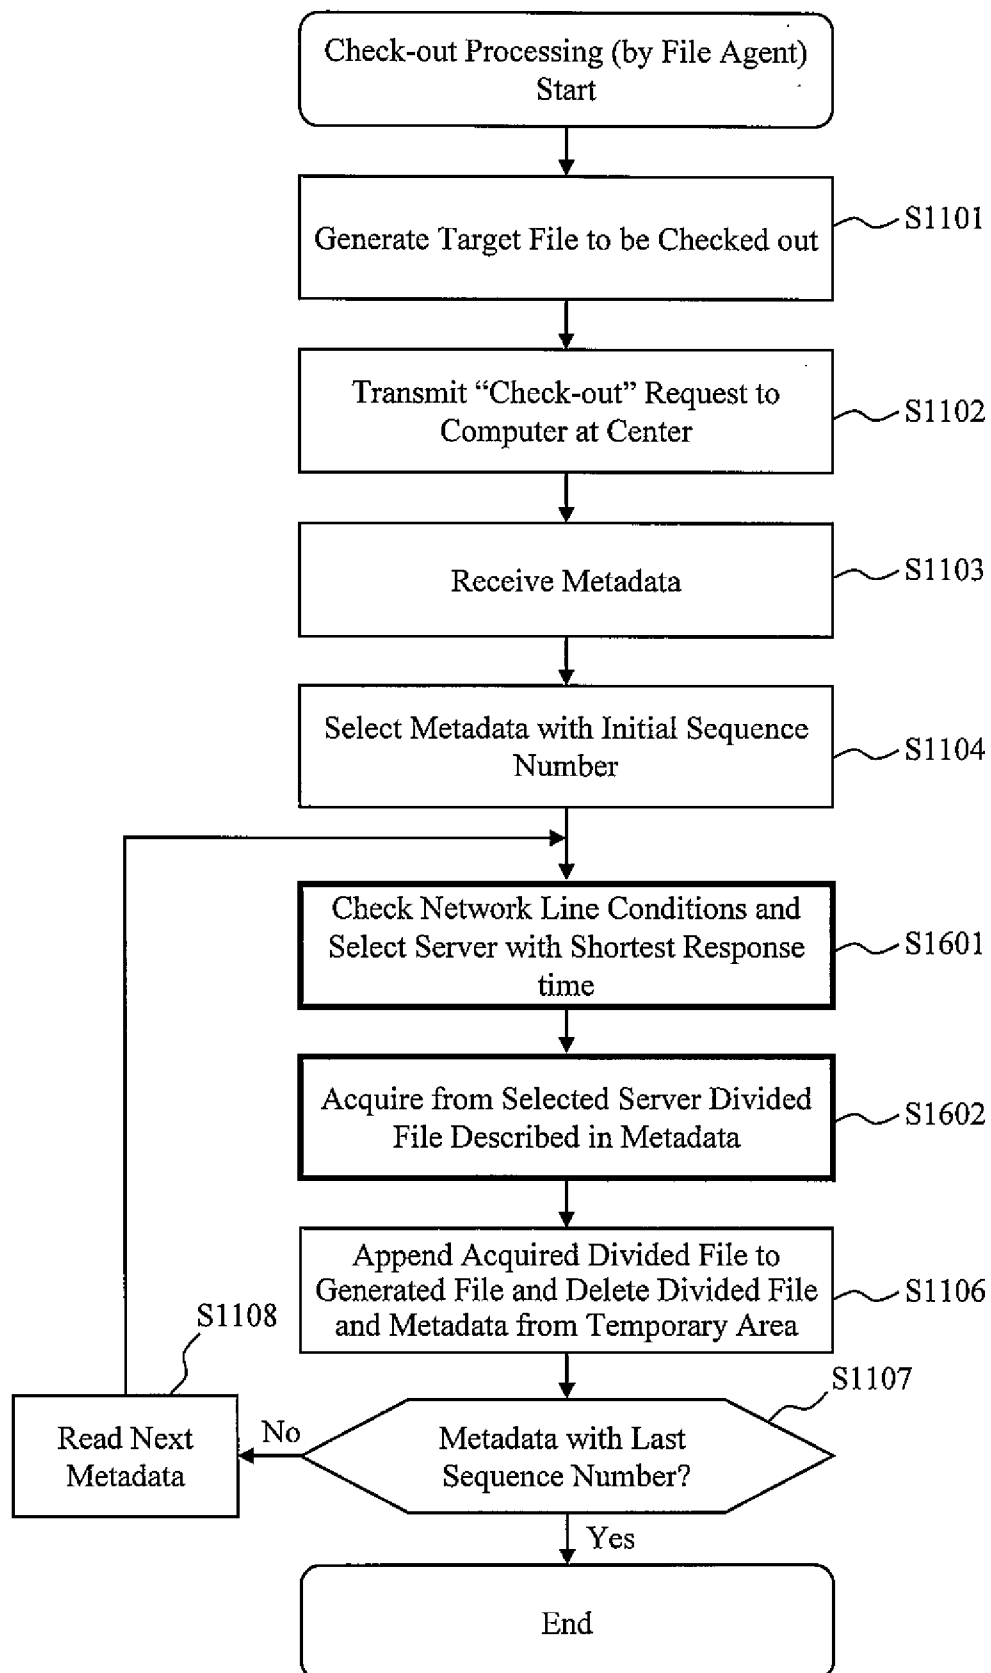 Check-out Processing (by File Agent)
Start
Generate Target File to be Checked out
S1101
Transmit “Check-out” Request to
Computer at Center
S1102
Receive Metadata
S1103
Select Metadata with Initial Sequence
Number
S1104
Check Network Line Conditions and
Select Server with Shortest Response
time
S1601
Acquire from Selected Server Divided
File Described in Metadata
S1602
Append Acquired Divided File to
Generated File and Delete Divided File
and Metadata from Temporary Area
S1106
S1108
Read Next
Metadata
No
Metadata with Last
Sequence Number?
S1107
Yes
End